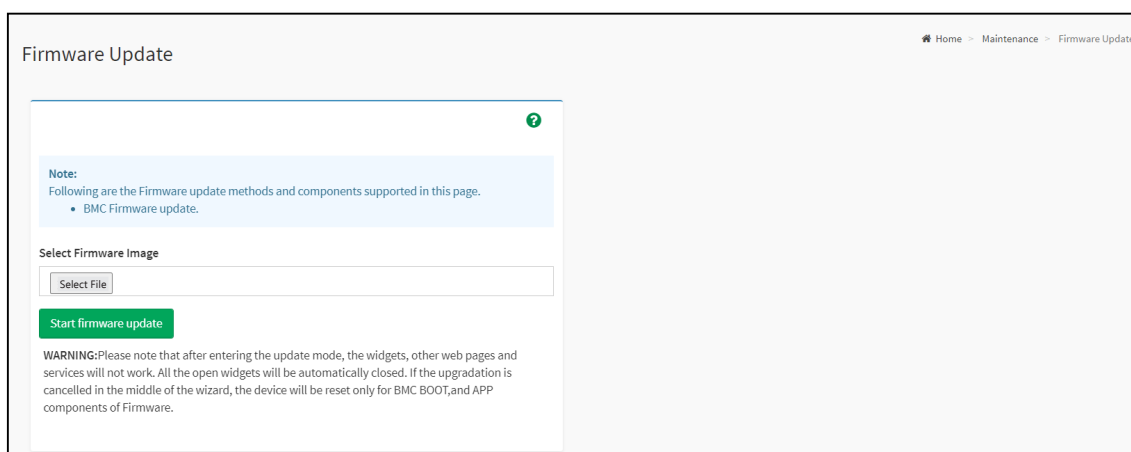 Home > Maintenance > Firmware Update
Firmware Update
Note:
Following are the Firmware update methods and components supported in this page.
• BMC Firmware update.
Select Firmware Image
Select File
Start firmware update
WARNING:Please note that after entering the update mode, the widgets, other web pages and
services will not work. All the open widgets will be automatically closed. If the upgradation is
cancelled in the middle of the wizard, the device will be reset only for BMC BOOT,and APP
components of Firmware.